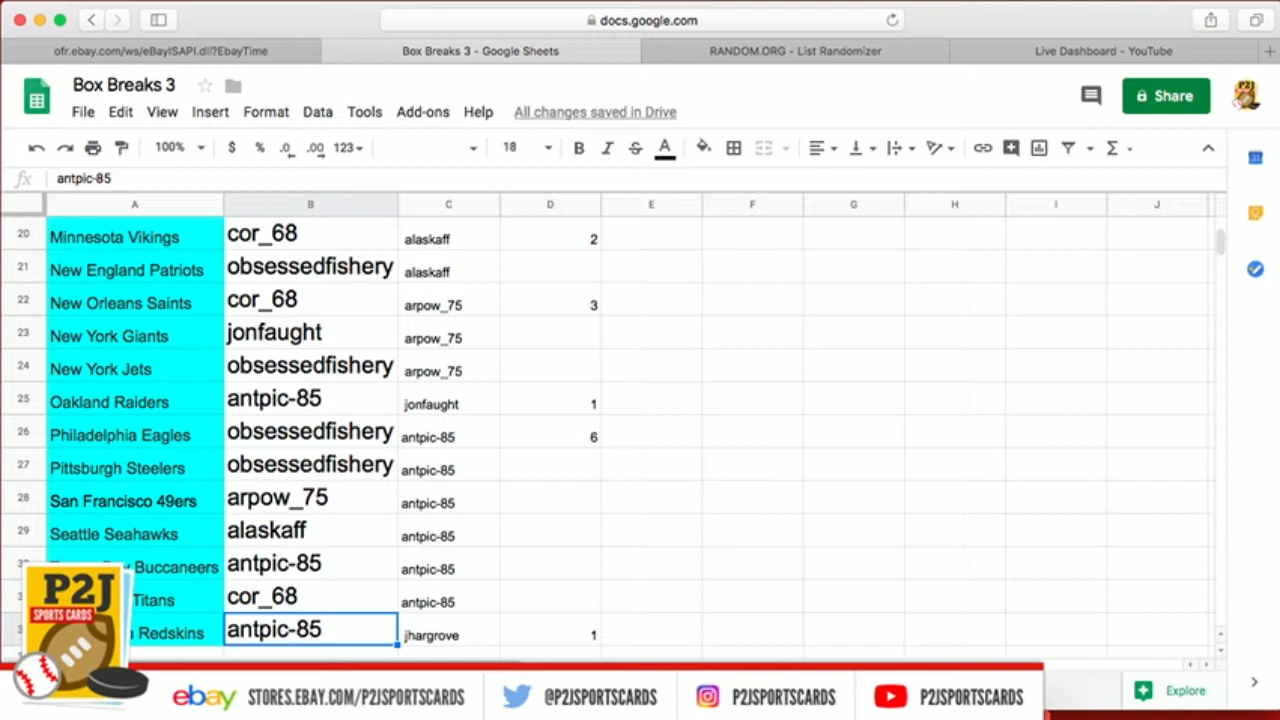 docs.google.com
ofr.ebay.com/ws/eBayISAPI.dll?EbayTime
Box Breaks 3 - Google Sheets
RANDOM.ORG - List Randomizer
Live Dashboard - YouTube
Box Breaks 3
Share
File Edit View Insert Format Data Tools Add-ons Help All changes saved in Drive
100% $ % .0 .00 123 18 B I S A Σ
fx antpic-85
A B C D E F G H I J
20 Minnesota Vikings cor_68 alaskaff 2
21 New England Patriots obsessedfishery alaskaff
22 New Orleans Saints cor_68 arpow_75 3
23 New York Giants jonfaught arpow_75
24 New York Jets obsessedfishery arpow_75
25 Oakland Raiders antpic-85 jonfaught 1
26 Philadelphia Eagles obsessedfishery antpic-85 6
27 Pittsburgh Steelers obsessedfishery antpic-85
28 San Francisco 49ers arpow_75 antpic-85
29 Seattle Seahawks alaskaff antpic-85
Buccaneers antpic-85 antpic-85
Titans cor_68 antpic-85
Redskins antpic-85 jhargrove 1
P2J
SPORTS CARDS
ebay STORES.EBAY.COM/P2JSPORTSCARDS @P2JSPORTSCARDS P2JSPORTSCARDS P2JSPORTSCARDS
Explore